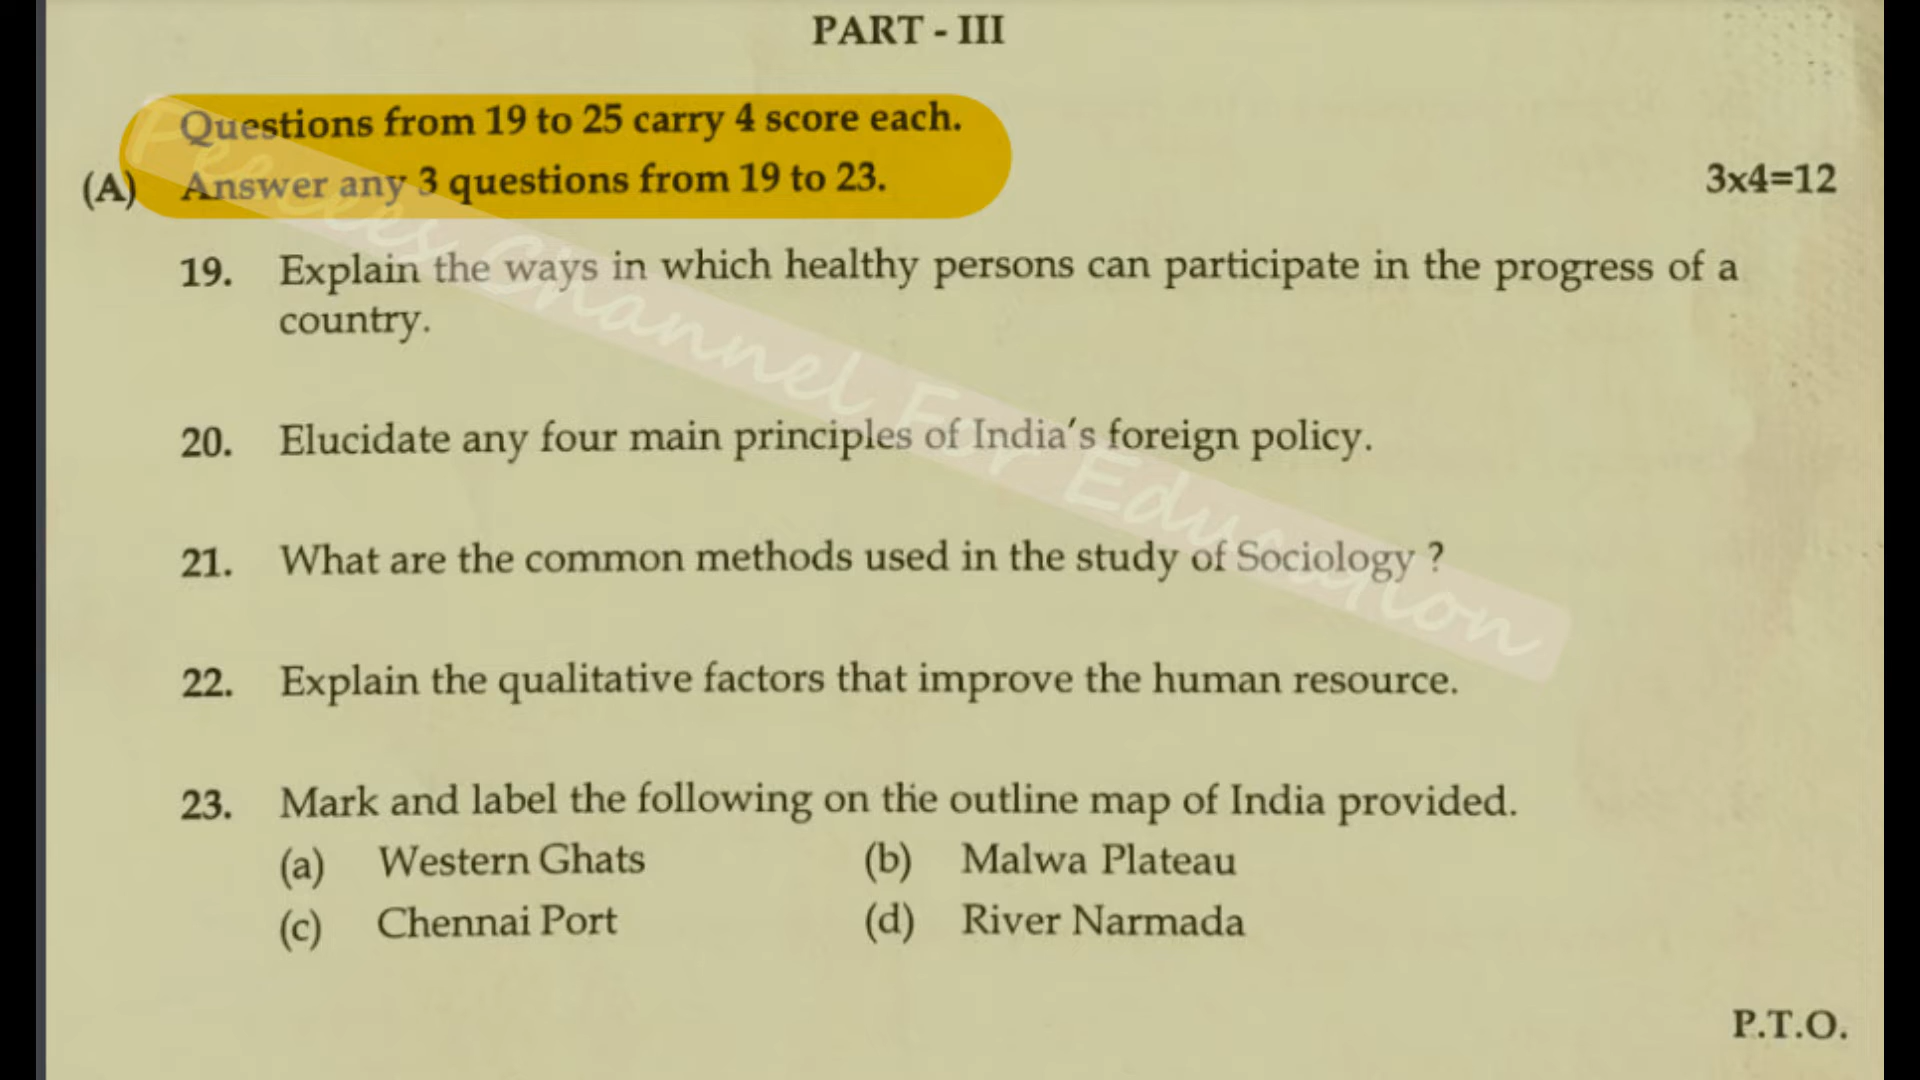 PART - III
Questions from 19 to 25 carry 4 score each.
(A) Answer any 3 questions from 19 to 23. 3x4=12
19. Explain the ways in which healthy persons can participate in the progress of a
country.
20. Elucidate any four main principles of India's foreign policy.
21. What are the common methods used in the study of Sociology ?
22. Explain the qualitative factors that improve the human resource.
23. Mark and label the following on the outline map of India provided.
(a) Western Ghats (b) Malwa Plateau
(c) Chennai Port (d) River Narmada
P.T.O.
Channel For Education